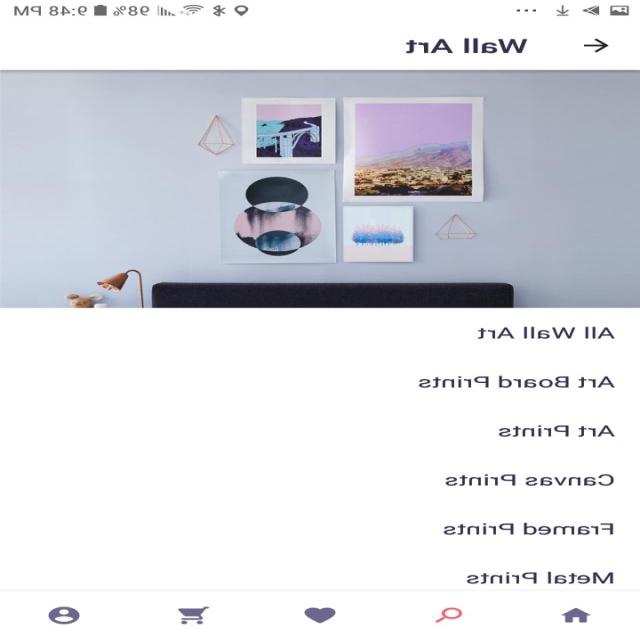 98% 9:48 PM
Wall Art
All Wall Art
Art Board Prints
Art Prints
Canvas Prints
Framed Prints
Metal Prints